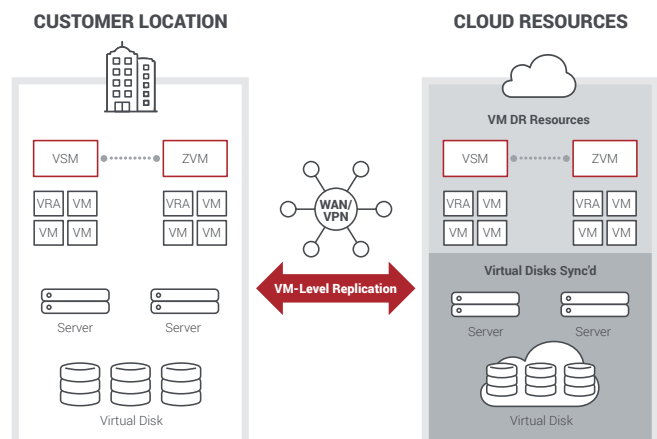 CUSTOMER LOCATION
VSM
ZVM
VRA VM
VM VM
VRA VM
VM VM
Server
Server
Virtual Disk
WAN/
VPN
VM-Level Replication
CLOUD RESOURCES
VM DR Resources
VSM
ZVM
VRA VM
VM VM
VRA VM
VM VM
Virtual Disks Sync'd
Server
Server
Virtual Disk